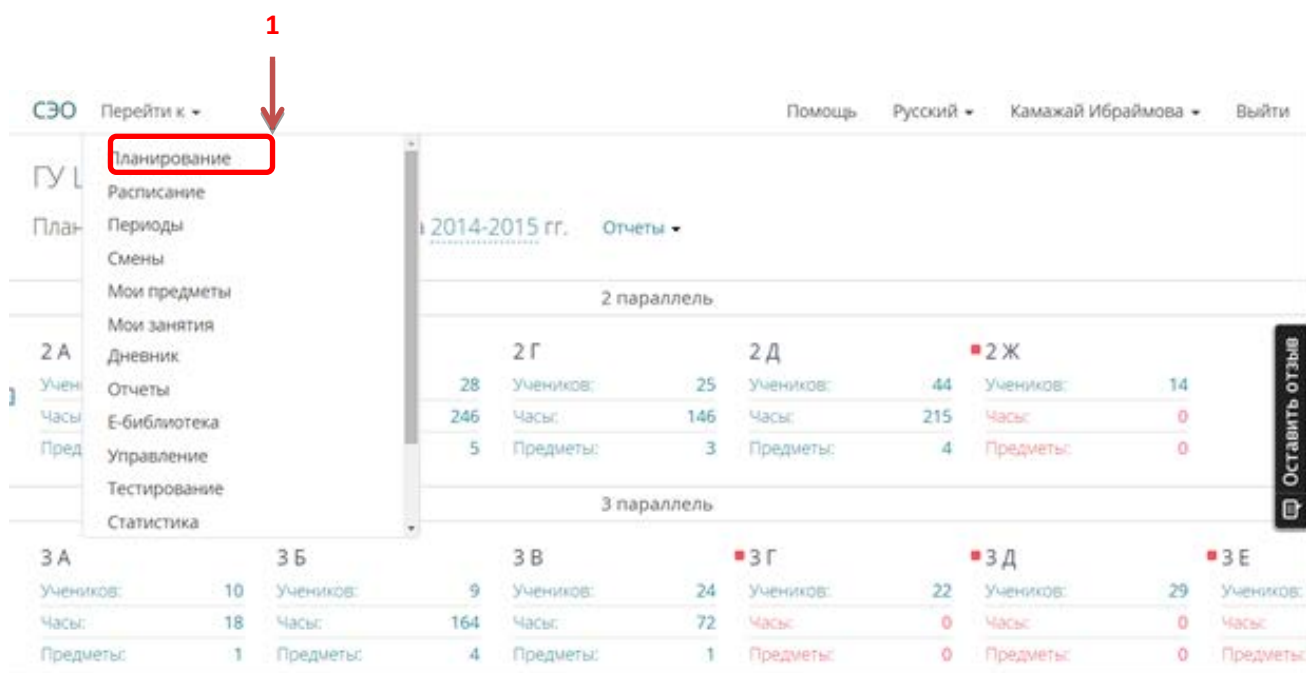 1
СЭО Перейти к Помощь Русский Камажай Ибраймова Выйти
Планирование
Расписание
Периоды
Смены
Мои предметы
Мои занятия
Дневник
Отчеты
Е-библиотека
Управление
Тестирование
Статистика
ГУ
2014-2015 гг. Отчеты
2 параллель
2 А 2 Г 2 Д 2 Ж
28 Учеников: 25 Учеников: 44 Учеников: 14
246 Часы: 146 Часы: 215 Часы: 0
5 Предметы: 3 Предметы: 4 Предметы: 0
3 параллель
3 А 3 Б 3 В 3 Г 3 Д 3 Е
Учеников: 10 Учеников: 9 Учеников: 24 Учеников: 22 Учеников: 29 Учеников:
Часы: 18 Часы: 164 Часы: 72 Часы: 0 Часы: 0 Часы:
Предметы: 1 Предметы: 4 Предметы: 1 Предметы: 0 Предметы: 0 Предметы:
Оставить отзыв